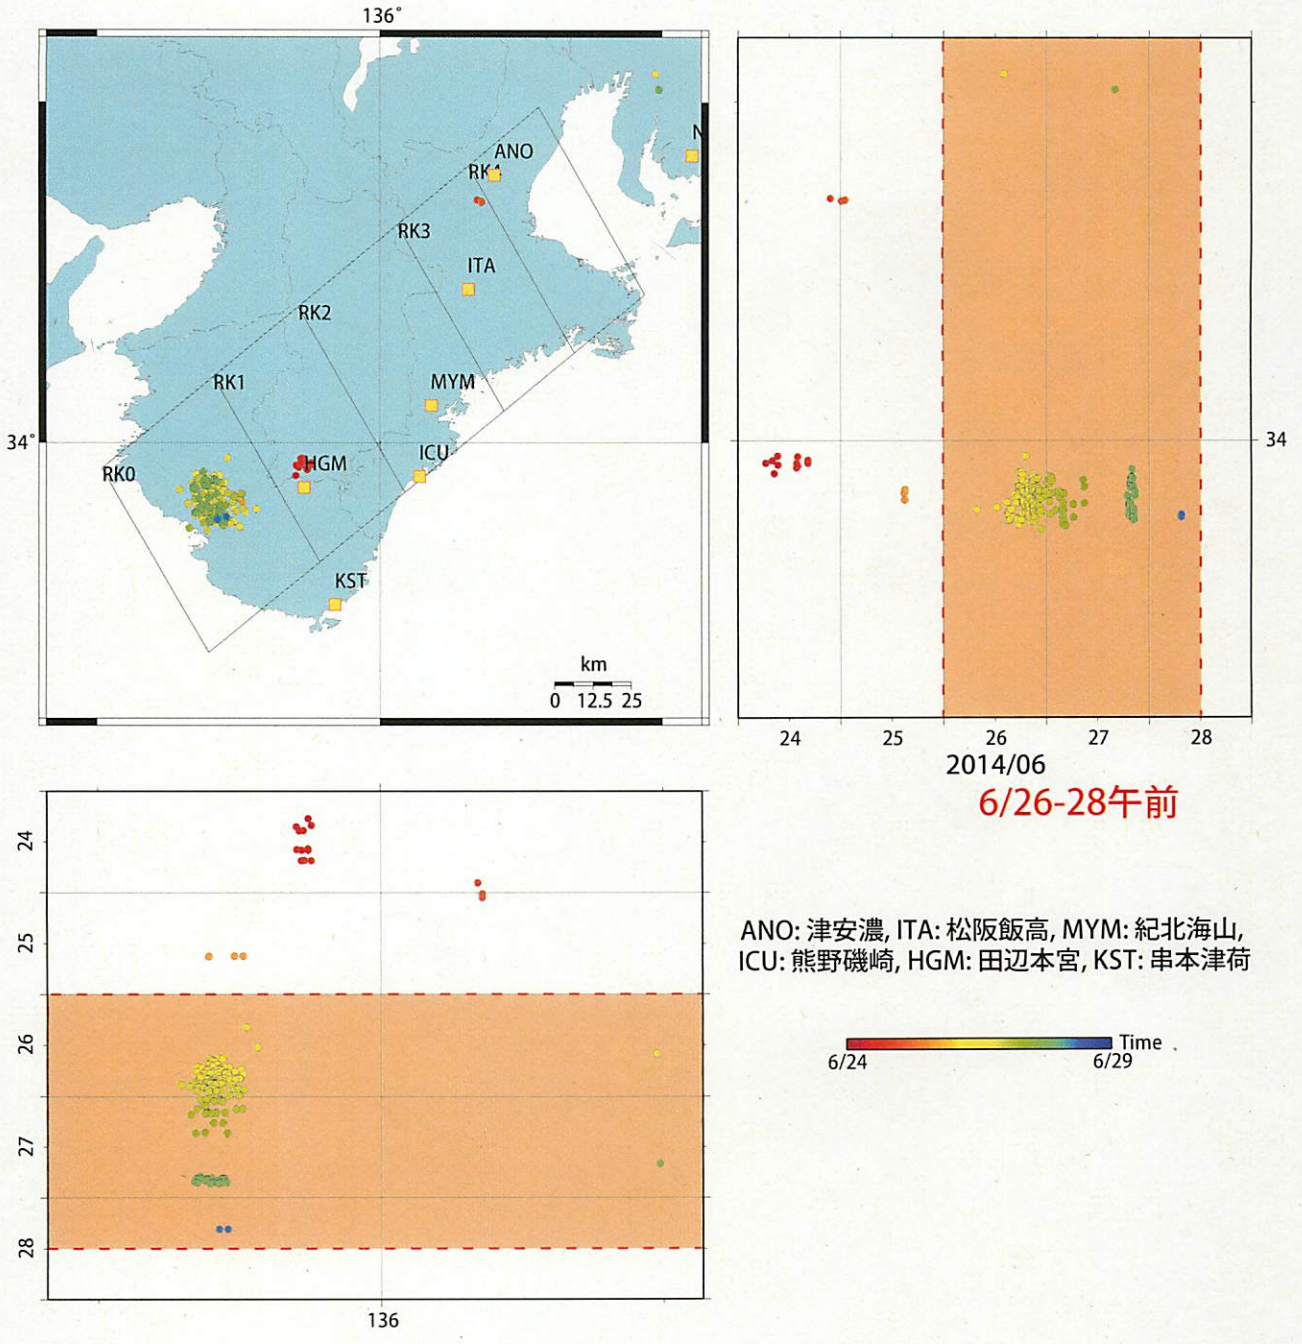 136°
N
ANO
RK4
RK3
ITA
RK2
RK1
MYM
34°
HGM
ICU
RK0
KST
km
0 12.5 25
34
24 25 26 27 28
2014/06
6/26-28午前
24
25
26
27
28
136
ANO: 津安濃, ITA: 松阪飯高, MYM: 紀北海山,
ICU: 熊野磯崎, HGM: 田辺本宮, KST: 串本津荷
Time
6/24 6/29